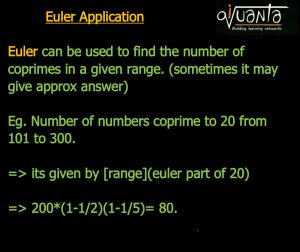 Euler Application
avuanta
Building learning networks
Euler can be used to find the number of
coprimes in a given range. (sometimes it may
give approx answer)
Eg. Number of numbers coprime to 20 from
101 to 300.
=> its given by [range](euler part of 20)
=> 200*(1-1/2)(1-1/5)= 80.